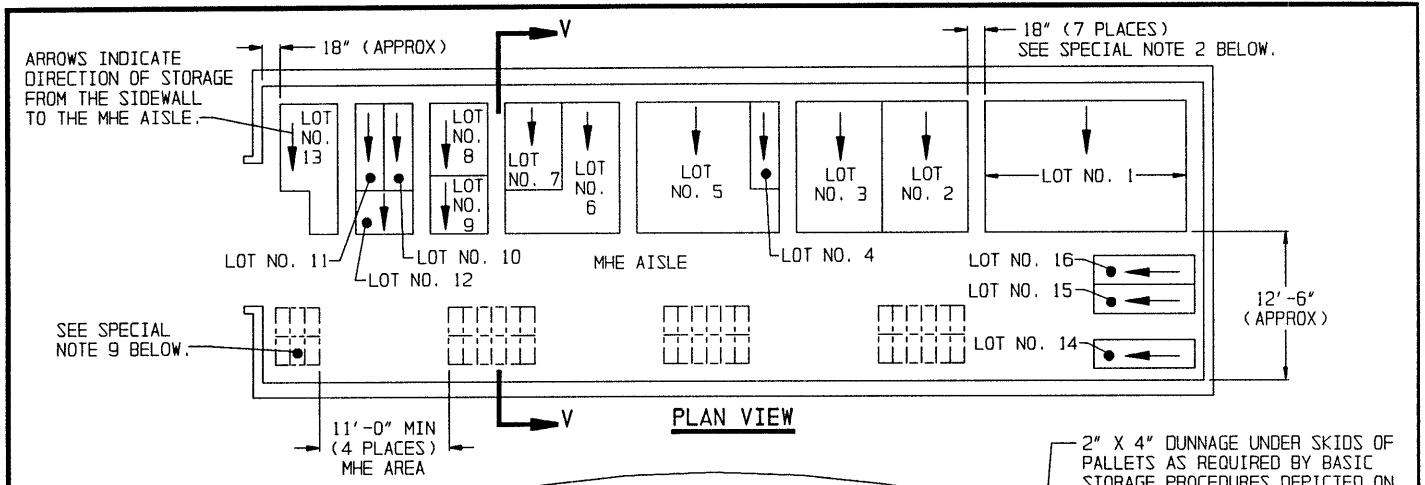 ARROWS INDICATE
DIRECTION OF STORAGE
FROM THE SIDEWALL
TO THE MHE AISLE.
18" (APPROX)
V
18" (7 PLACES)
SEE SPECIAL NOTE 2 BELOW.
LOT
NO.
13
LOT
NO.
8
LOT
NO.
9
LOT
NO. 7
LOT
NO.
6
LOT
NO. 5
LOT
NO. 3
LOT
NO. 2
LOT NO. 1
LOT NO. 11
LOT NO. 12
LOT NO. 10
MHE AISLE
LOT NO. 4
LOT NO. 16
LOT NO. 15
LOT NO. 14
12'-6"
(APPROX)
SEE SPECIAL
NOTE 9 BELOW.
11'-0" MIN
(4 PLACES)
MHE AREA
V
PLAN VIEW
2" X 4" DUNNAGE UNDER SKIDS OF
PALLETS AS REQUIRED BY BASIC
STORAGE PROCEDURES DEPICTED ON